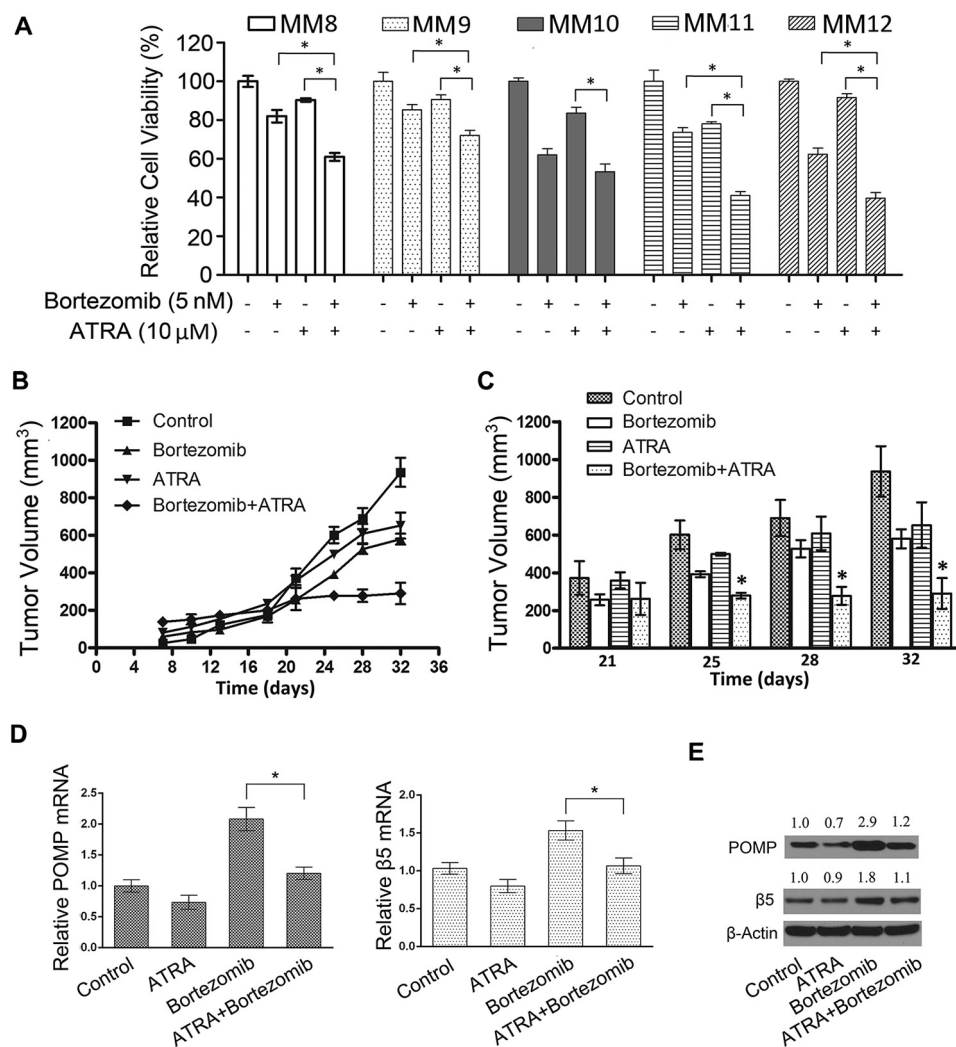 A
MM8 MM9 MM10 MM11 MM12
Relative Cell Viability (%)
100
80
60
40
20
0
* * * * * * * * *
Bortezomib (5 nM) - + - + - + - + - + - + - + - + - + - +
ATRA (10 μM) - - + + - - + + - - + + - - + + - - + +
B
Tumor Volume (mm³)
1200
1000
800
600
400
200
0
Control
Bortezomib
ATRA
Bortezomib+ATRA
0 4 8 12 16 20 24 28 32 36
Time (days)
C
Tumor Volume (mm³)
1200
1000
800
600
400
200
0
Control
Bortezomib
ATRA
Bortezomib+ATRA
* * *
21 25 28 32
Time (days)
D
Relative POMP mRNA
2.5
2.0
1.5
1.0
0.5
0.0
*
Control ATRA Bortezomib ATRA+Bortezomib
Relative β5 mRNA
2.0
1.5
1.0
0.5
0.0
*
Control ATRA Bortezomib ATRA+Bortezomib
E
1.0 0.7 2.9 1.2
POMP
1.0 0.9 1.8 1.1
β5
β-Actin
Control ATRA Bortezomib ATRA+Bortezomib